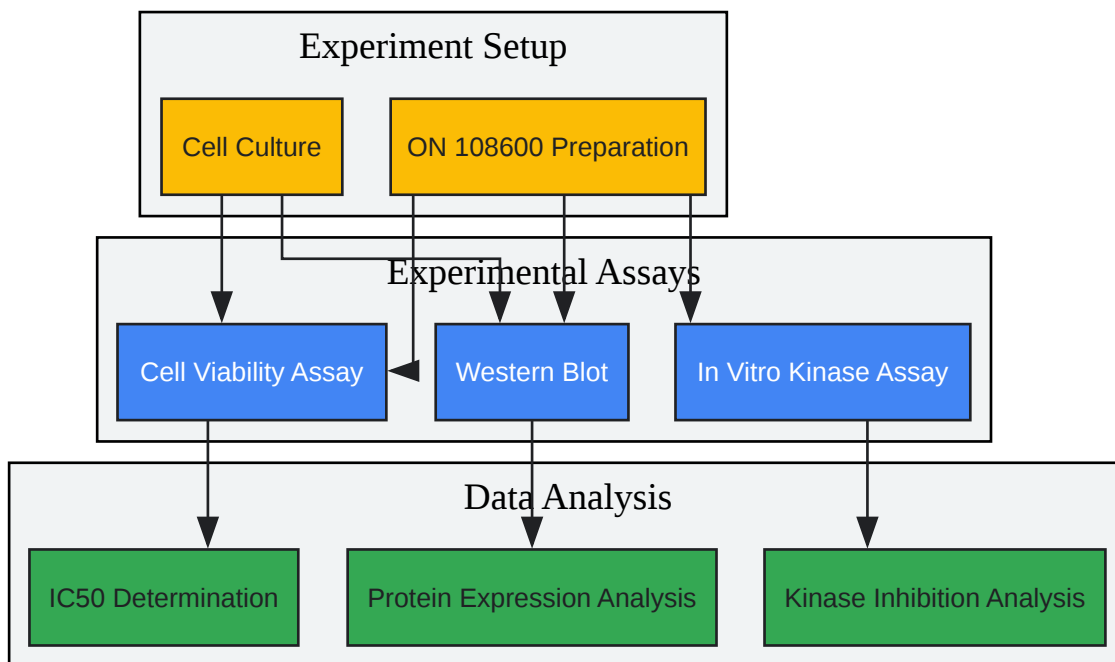 Experiment Setup
Cell Culture
ON 108600 Preparation
Experimental Assays
Cell Viability Assay
Western Blot
In Vitro Kinase Assay
Data Analysis
IC50 Determination
Protein Expression Analysis
Kinase Inhibition Analysis